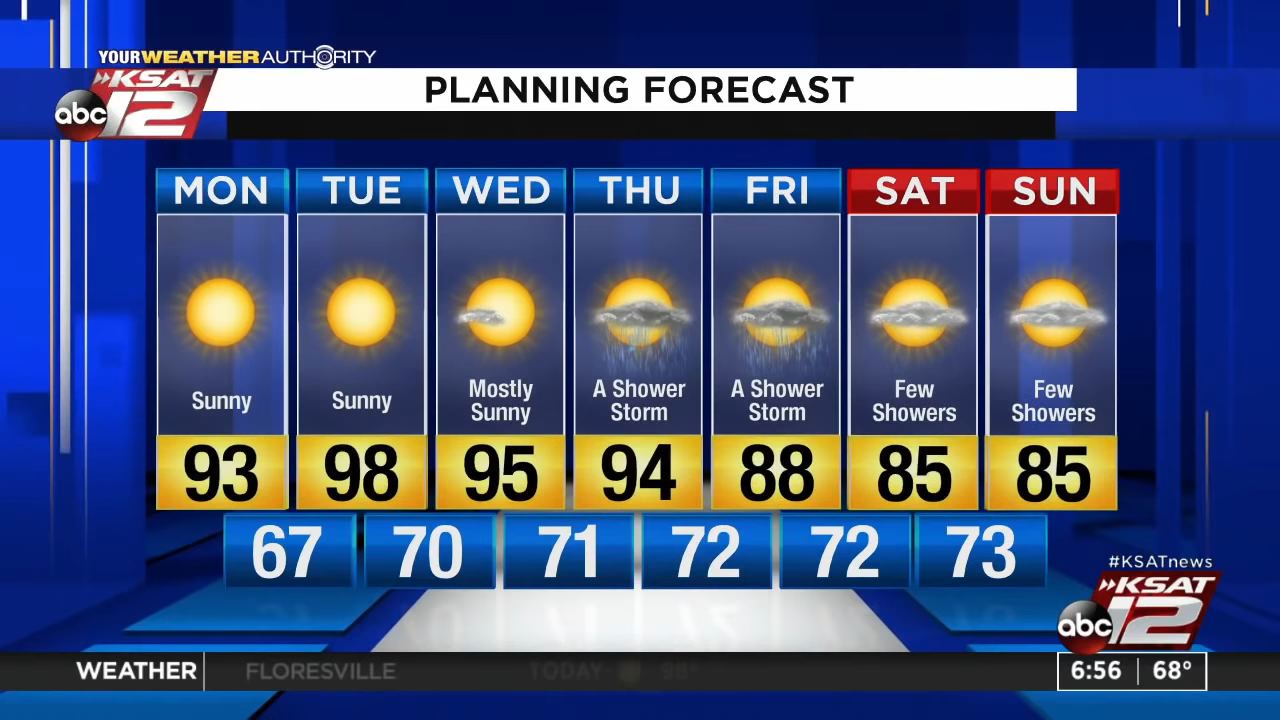 YOURWEATHERAUTHORITY
KSAT
abc 12
PLANNING FORECAST
MON TUE WED THU FRI SAT SUN
Sunny
Sunny
Mostly
Sunny
A Shower
Storm
A Shower
Storm
Few
Showers
Few
Showers
93 98 95 94 88 85 85
67 70 71 72 72 73
#KSATnews
KSAT
abc 12
WEATHER FLORESVILLE TODAY 98°
6:56 68°